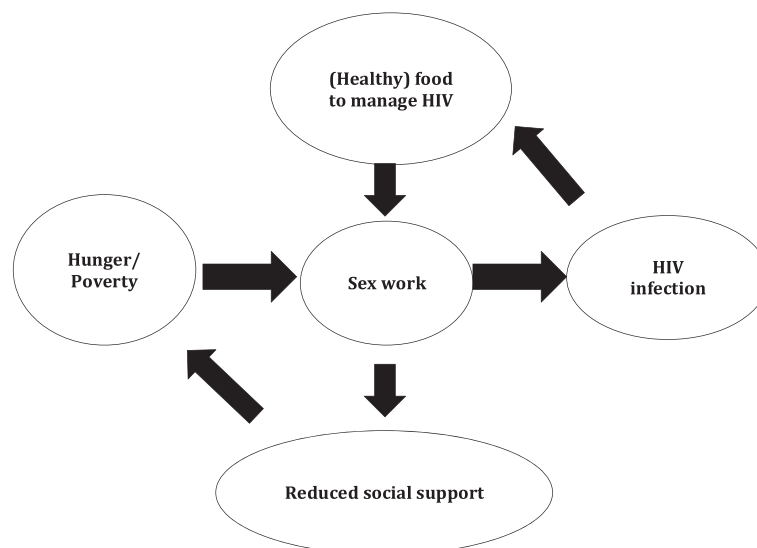 (Healthy) food
to manage HIV
Hunger/
Poverty
Sex work
HIV
infection
Reduced social support